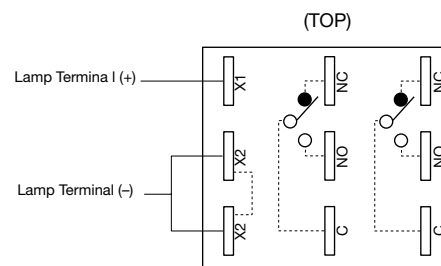 (TOP)
Lamp Termina l (+)
X1
NC
NC
X2
NO
NO
Lamp Terminal (–)
X2
C
C